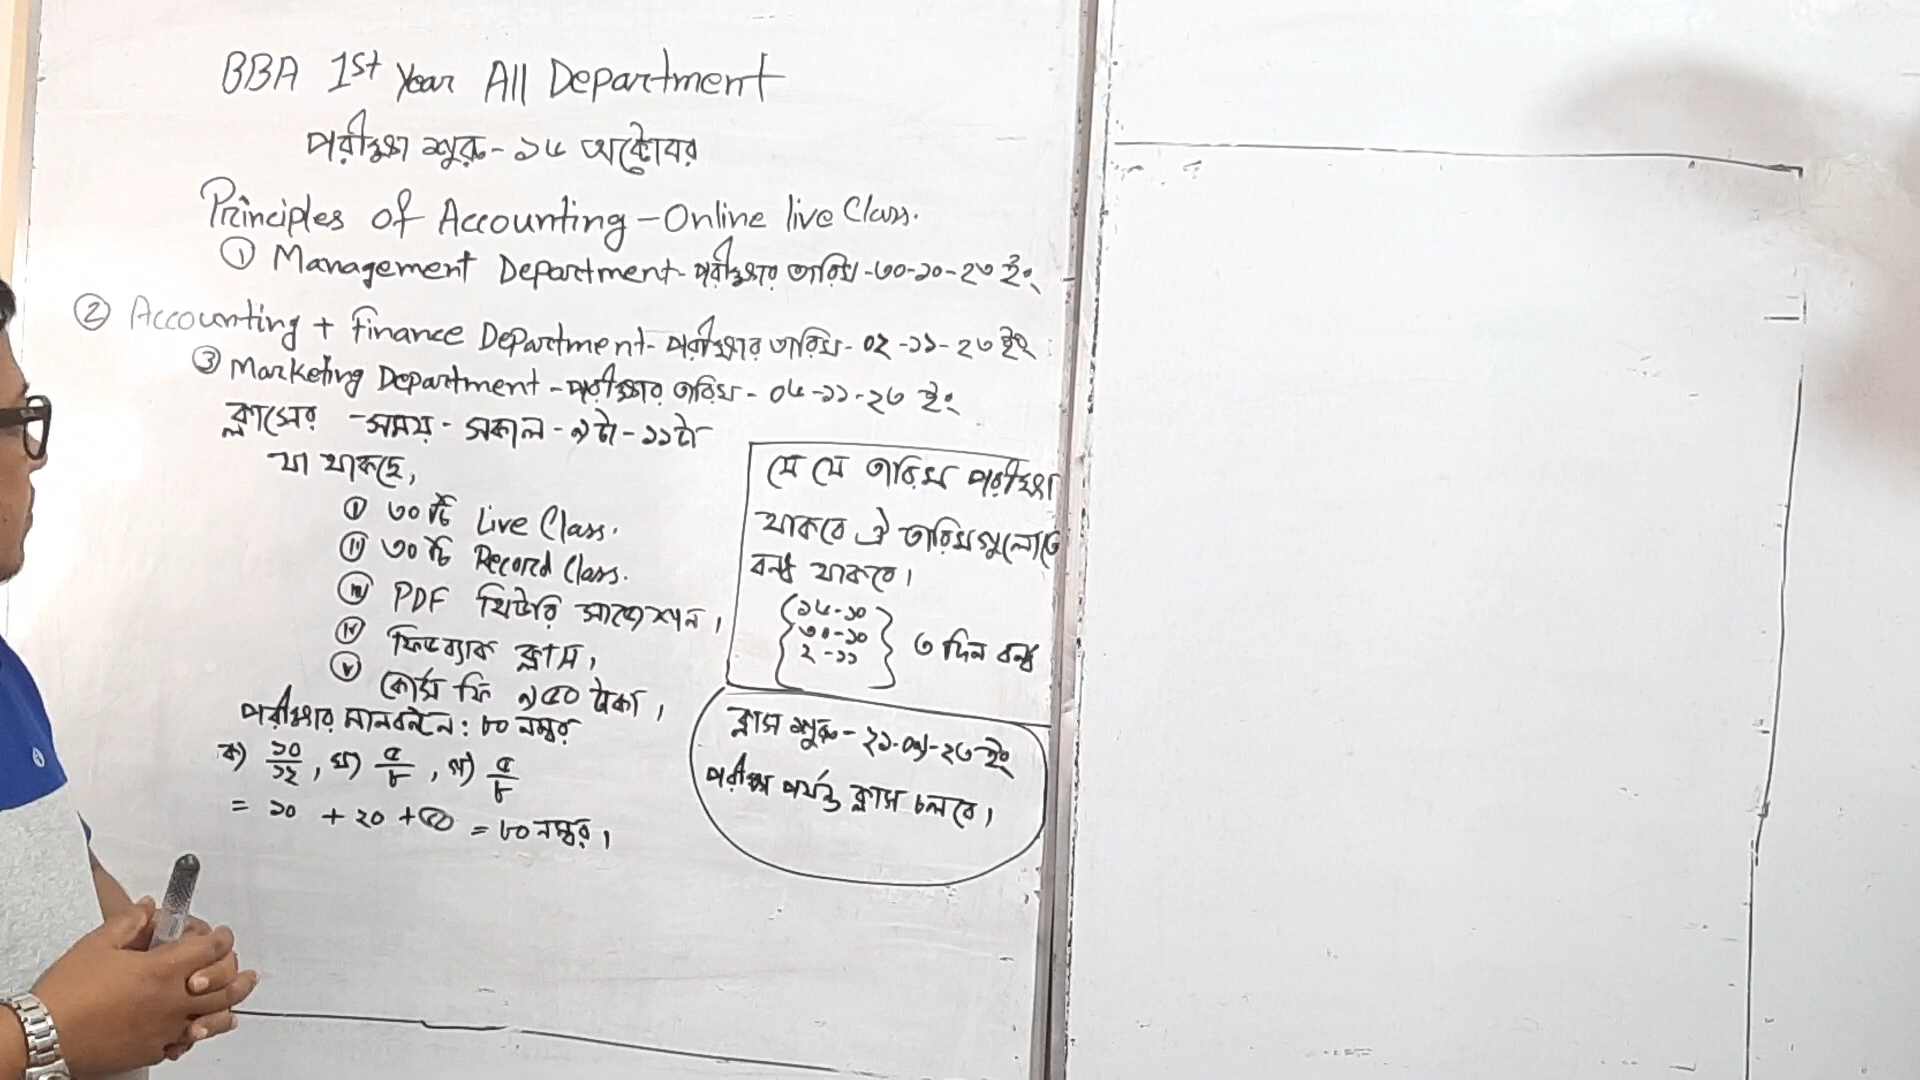 BBA 1st Year All Department
পরীক্ষা শুরু- ১৬ অক্টোবর
Principles of Accounting - Online live Class.
① Management Department- পরীক্ষার তারিখ -৩০-১০-২৩ ইং
② Accounting + Finance Department- পরীক্ষার তারিখ- ০২-১১-২৩ ইং
③ Marketing Department - পরীক্ষার তারিখ- ০৬-১১-২৩ ইং
ক্লাসের -সময়- সকাল- ৯টা-১১টা
যা থাকছে,
i ৩০টি Live Class.
ii ৩০টি Record Class.
iii PDF থিউরি সাজেশন।
iv ফিডব্যাক ক্লাস।
v কোর্স ফি ৯৫০ টাকা।
পরীক্ষার মানবন্টন: ৮০ নম্বর
ক) ১০/১২, খ) ৫/৮, গ) ৫/৮
= ১০ + ২০ + ৫০ = ৮০ নম্বর।
যে যে তারিখ পরীক্ষা
থাকবে ঐ তারিখগুলোতে
বন্ধ থাকবে।
১৬-১০
৩০-১০
২-১১
৩ দিন বন্ধ
ক্লাস শুরু- ২১-০৯-২৩ইং
পরীক্ষা পর্যন্ত ক্লাস চলবে।